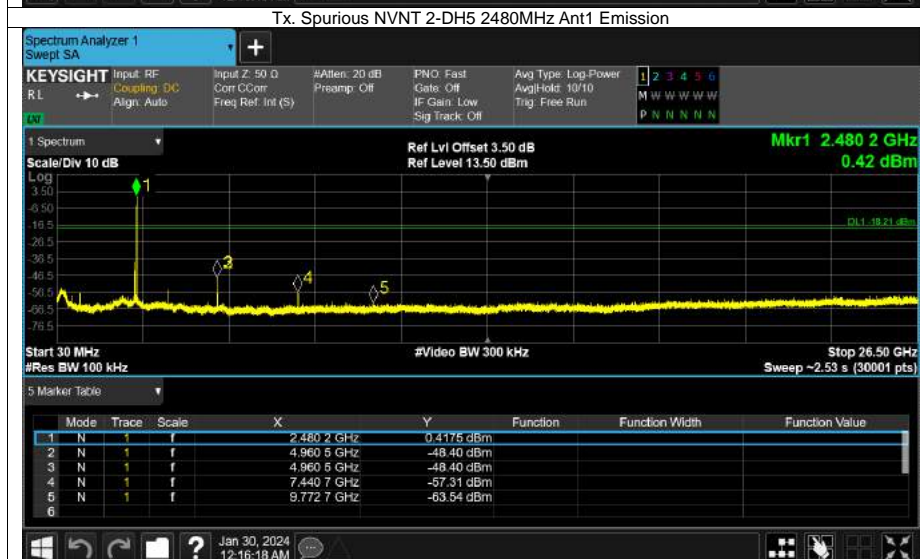 Tx. Spurious NVNT 2-DH5 2480MHz Ant1 Emission
Spectrum Analyzer 1
Swept SA
+
KEYSIGHT Input: RF Input Z: 50 Ω #Atten: 20 dB PNO: Fast Avg Type: Log-Power 1 2 3 4 5 6
RL Coupling: DC Corr CCorr Preamp: Off Gate: Off Avg|Hold: 10/10 M W W W W W
Align: Auto Freq Ref: Int (S) IF Gain: Low Trig: Free Run
Sig Track: Off P N N N N N
1 Spectrum Ref Lvl Offset 3.50 dB Mkr1 2.480 2 GHz
Scale/Div 10 dB Ref Level 13.50 dBm 0.42 dBm
Log
1
3.50
-6.50
-16.5 DL1 -18.21 dBm
-26.5
-36.5 3
-46.5 4
-56.5 5
-66.5
-76.5
Start 30 MHz #Video BW 300 kHz Stop 26.50 GHz
#Res BW 100 kHz Sweep ~2.53 s (30001 pts)
5 Marker Table
Mode Trace Scale X Y Function Function Width Function Value
1 N 1 f 2.480 2 GHz 0.4175 dBm
2 N 1 f 4.960 5 GHz -48.40 dBm
3 N 1 f 4.960 5 GHz -48.40 dBm
4 N 1 f 7.440 7 GHz -57.31 dBm
5 N 1 f 9.772 7 GHz -63.54 dBm
6
? Jan 30, 2024
12:16:18 AM